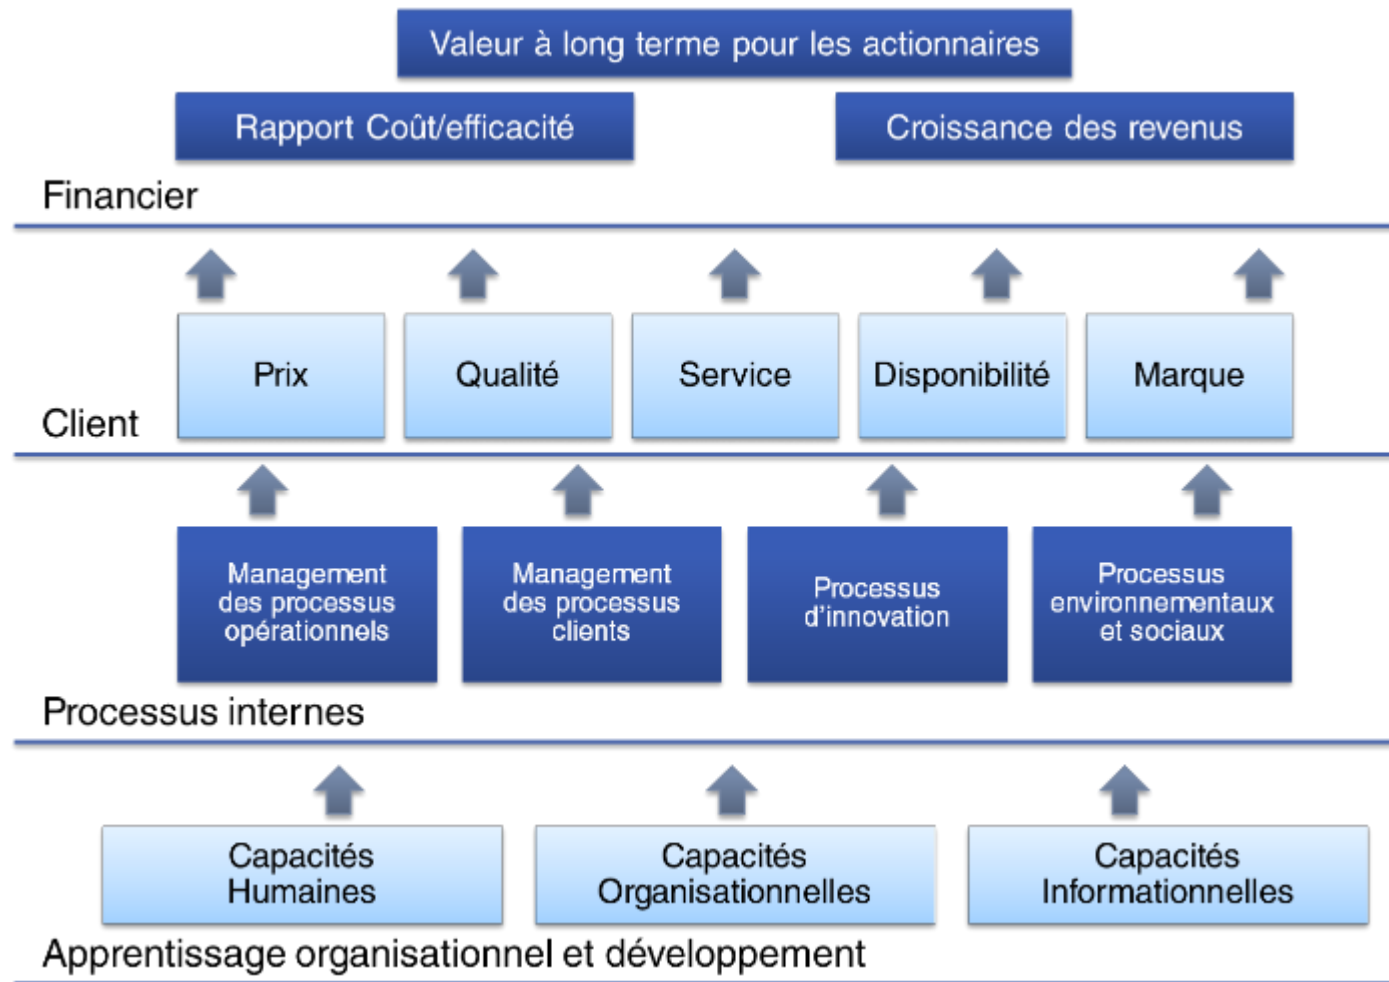 Valeur à long terme pour les actionnaires
Rapport Coût/efficacité
Croissance des revenus
Financier
Prix
Qualité
Service
Disponibilité
Marque
Client
Management
des processus
opérationnels
Management
des processus
clients
Processus
d'innovation
Processus
environnementaux
et sociaux
Processus internes
Capacités
Humaines
Capacités
Organisationnelles
Capacités
Informationnelles
Apprentissage organisationnel et développement